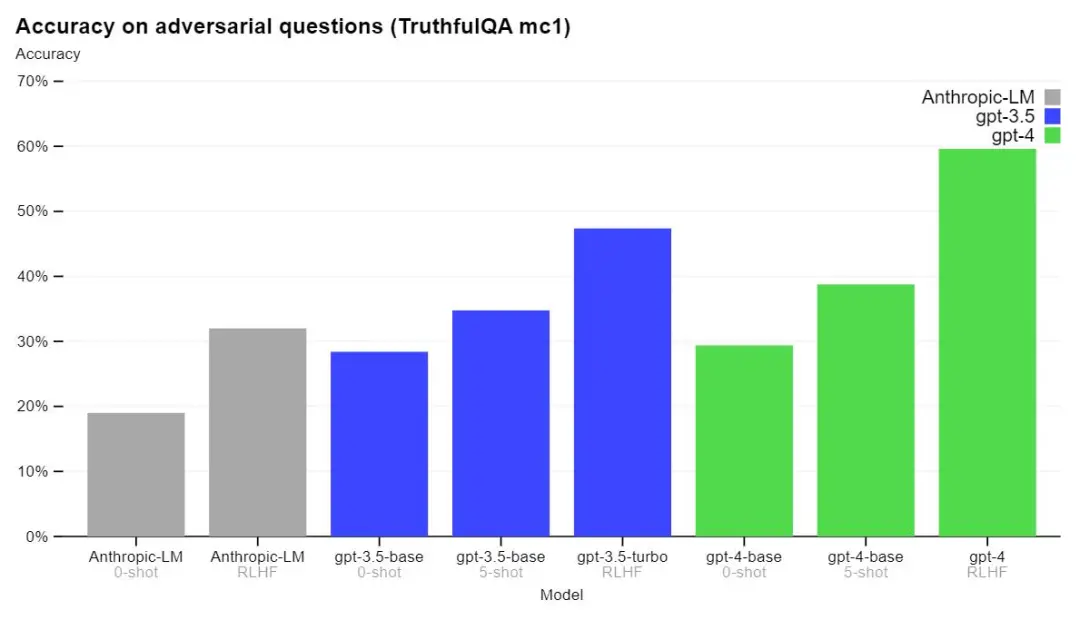 Accuracy on adversarial questions (TruthfulQA mc1)
Accuracy
70%
Anthropic-LM
gpt-3.5
gpt-4
60%
50%
40%
30%
20%
10%
0%
Anthropic-LM Anthropic-LM gpt-3.5-base gpt-3.5-base gpt-3.5-turbo gpt-4-base gpt-4-base gpt-4
0-shot RLHF 0-shot 5-shot RLHF 0-shot 5-shot RLHF
Model